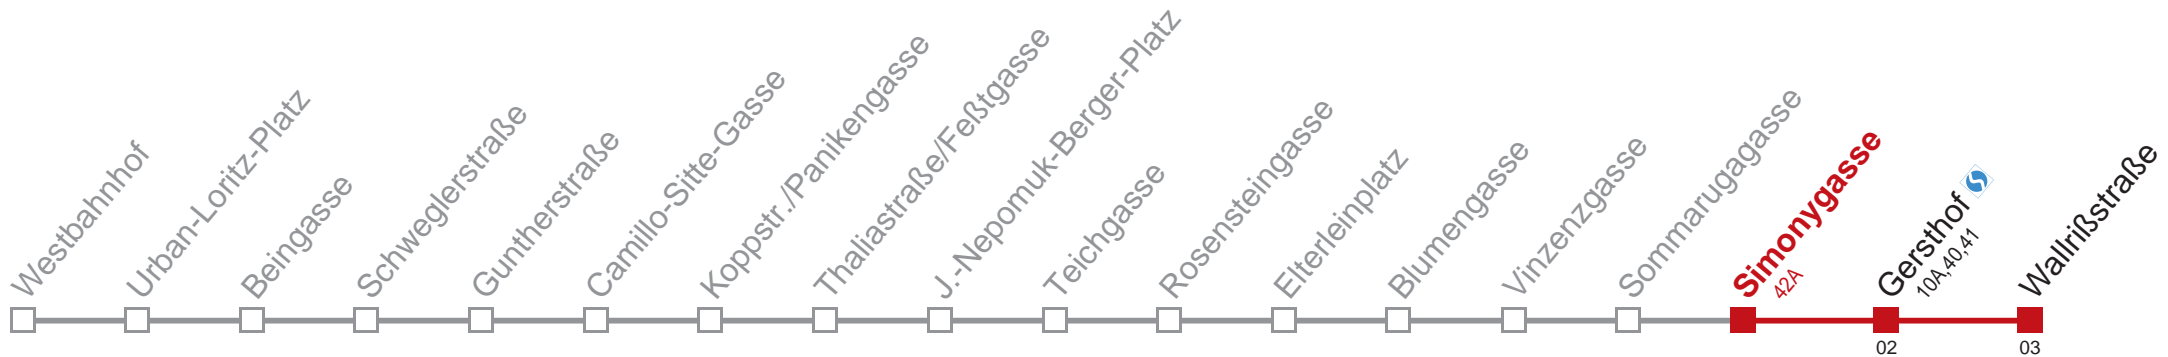 Westbahnhof
Urban-Loritz-Platz
Beingasse
Schweglerstraße
Guntherstraße
Camillo-Sitte-Gasse
Koppstr./Panikengasse
Thaliastraße/Feßtgasse
J.-Nepomuk-Berger-Platz
Teichgasse
Rosensteingasse
Elterleinplatz
Blumengasse
Vinzenzgasse
Sommarugagasse
Simonygasse
42A
Gersthof
10A,40,41
Wallrißstraße
02
03